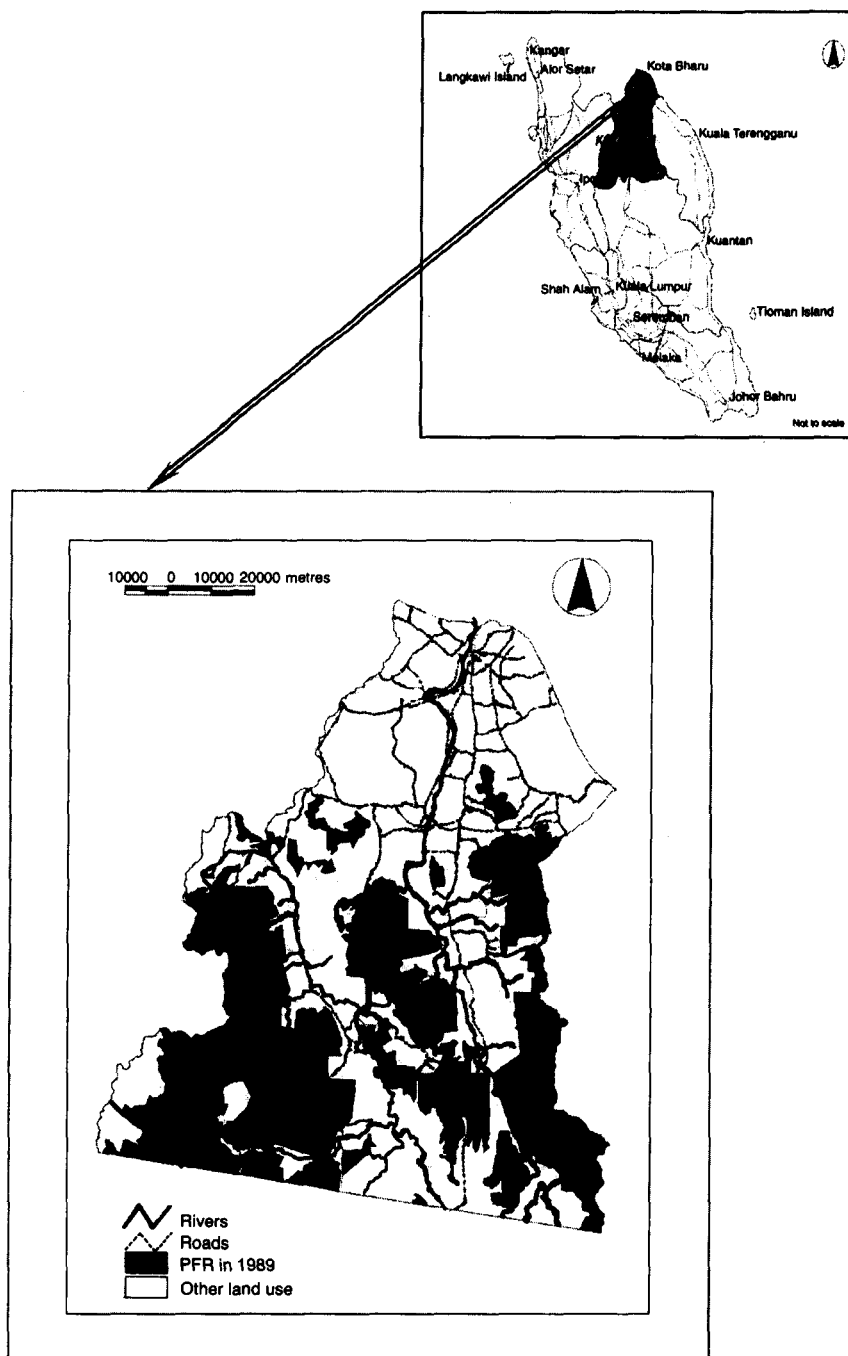 Kangar
Alor Setar
Langkawi Island
Kota Bharu
Kuala Terengganu
Kuantan
Shah Alam
Kuala Lumpur
Seremban
Tioman Island
Melaka
Johor Bahru
Not to scale
10000 0 10000 20000 metres
Rivers
Roads
PFR in 1989
Other land use